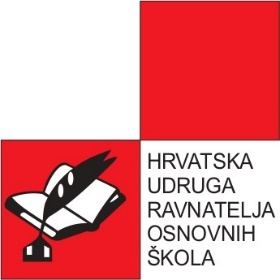 HRVATSKA
UDRUGA
RAVNATELJA
OSNOVNIH
ŠKOLA